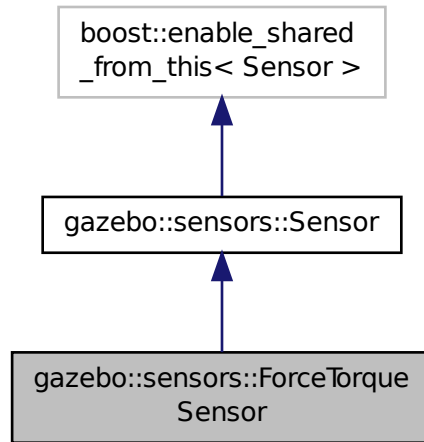 boost::enable_shared
_from_this< Sensor >
gazebo::sensors::Sensor
gazebo::sensors::ForceTorque
Sensor